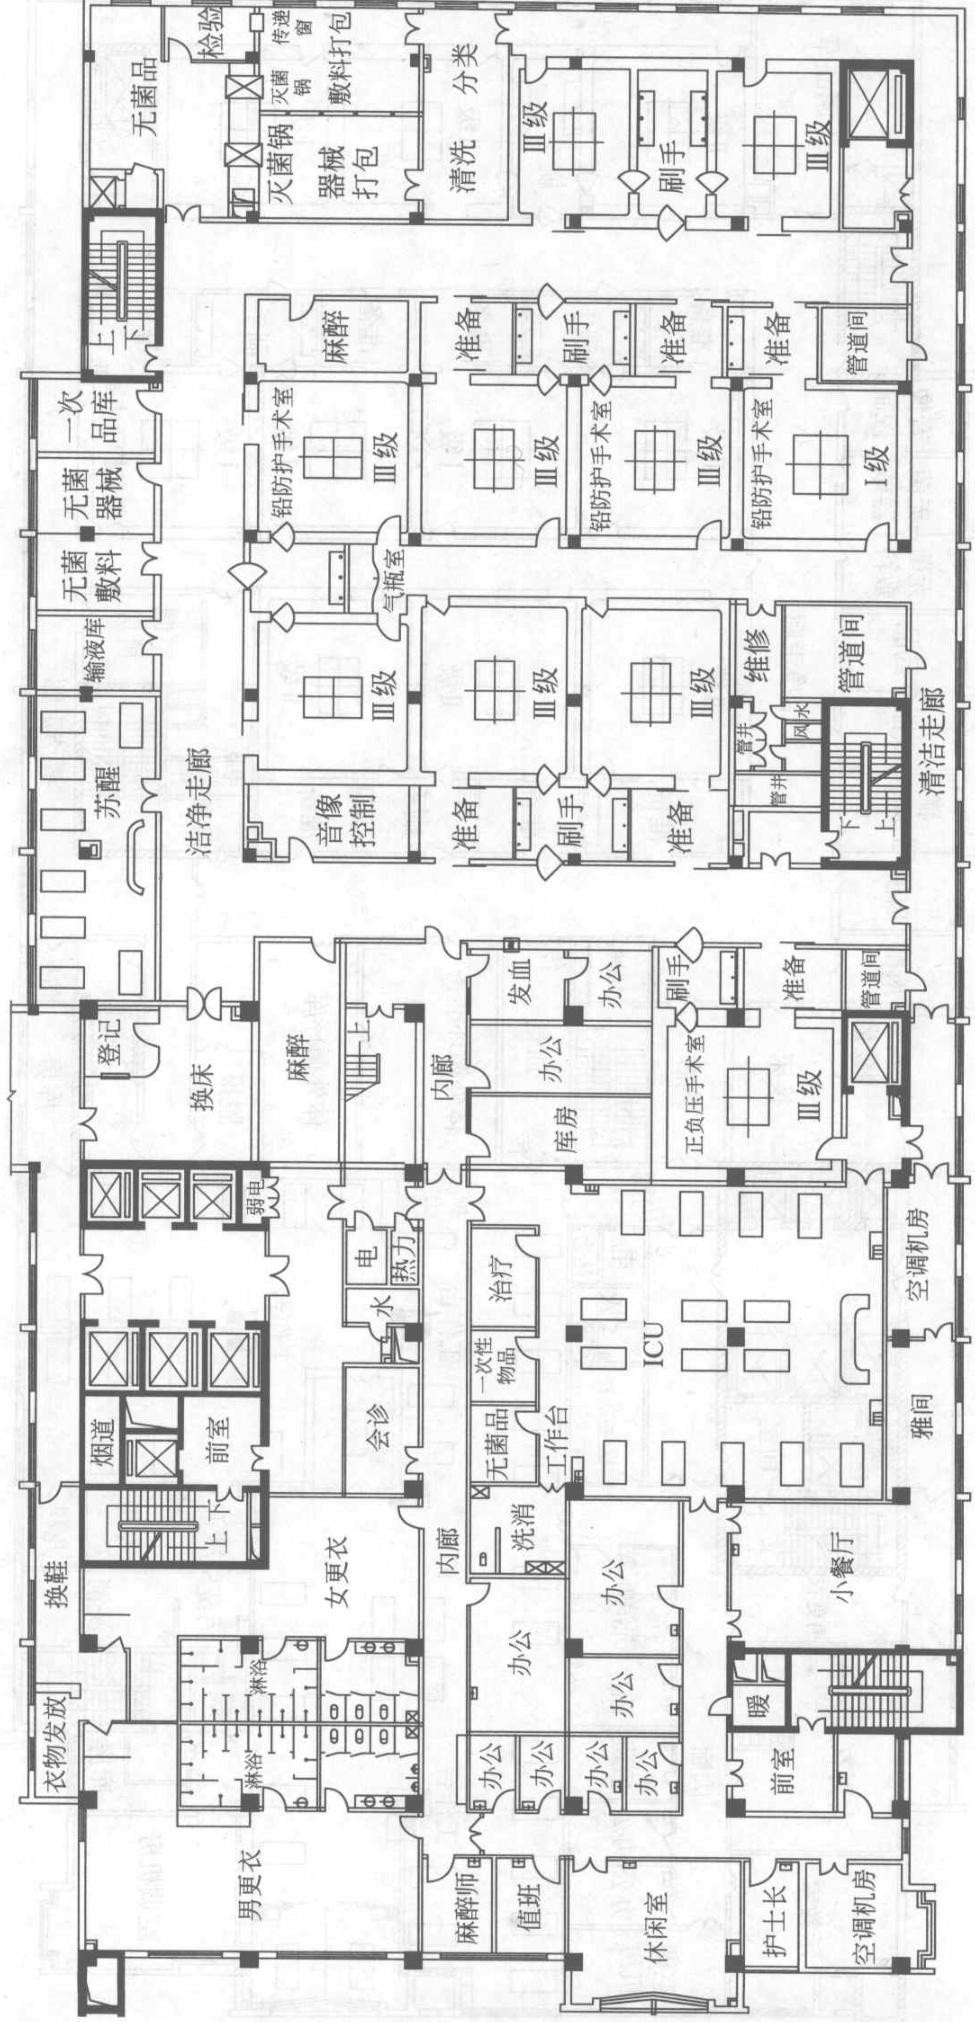 无菌品
检验
传递
窗
灭菌
锅
敷料打包
灭菌锅
器械
打包
分类
清洗
III级
刷手
III级
上
下
麻醉
准备
刷手
准备
准备
管道间
一次
品库
无菌
器械
无菌
敷料
输液库
苏醒
铅防护手术室
III级
III级
铅防护手术室
III级
铅防护手术室
I级
气瓶室
III级
III级
III级
维修
管道间
管井
风
水
管井
下
上
清洁走廊
洁净走廊
音像
控制
准备
刷手
准备
登记
换床
麻醉
上
内廊
发血
办公
办公
库房
刷手
准备
管道间
正负压手术室
III级
弱电
电
热力
水
治疗
一次性
物品
无菌品
工作台
ICU
空调机房
雅间
烟道
前室
会诊
上
下
换鞋
女更衣
内廊
洗消
办公
办公
办公
小餐厅
衣物发放
淋浴
淋浴
办公
办公
办公
办公
暖
前室
男更衣
麻醉师
值班
休闲室
护士长
空调机房